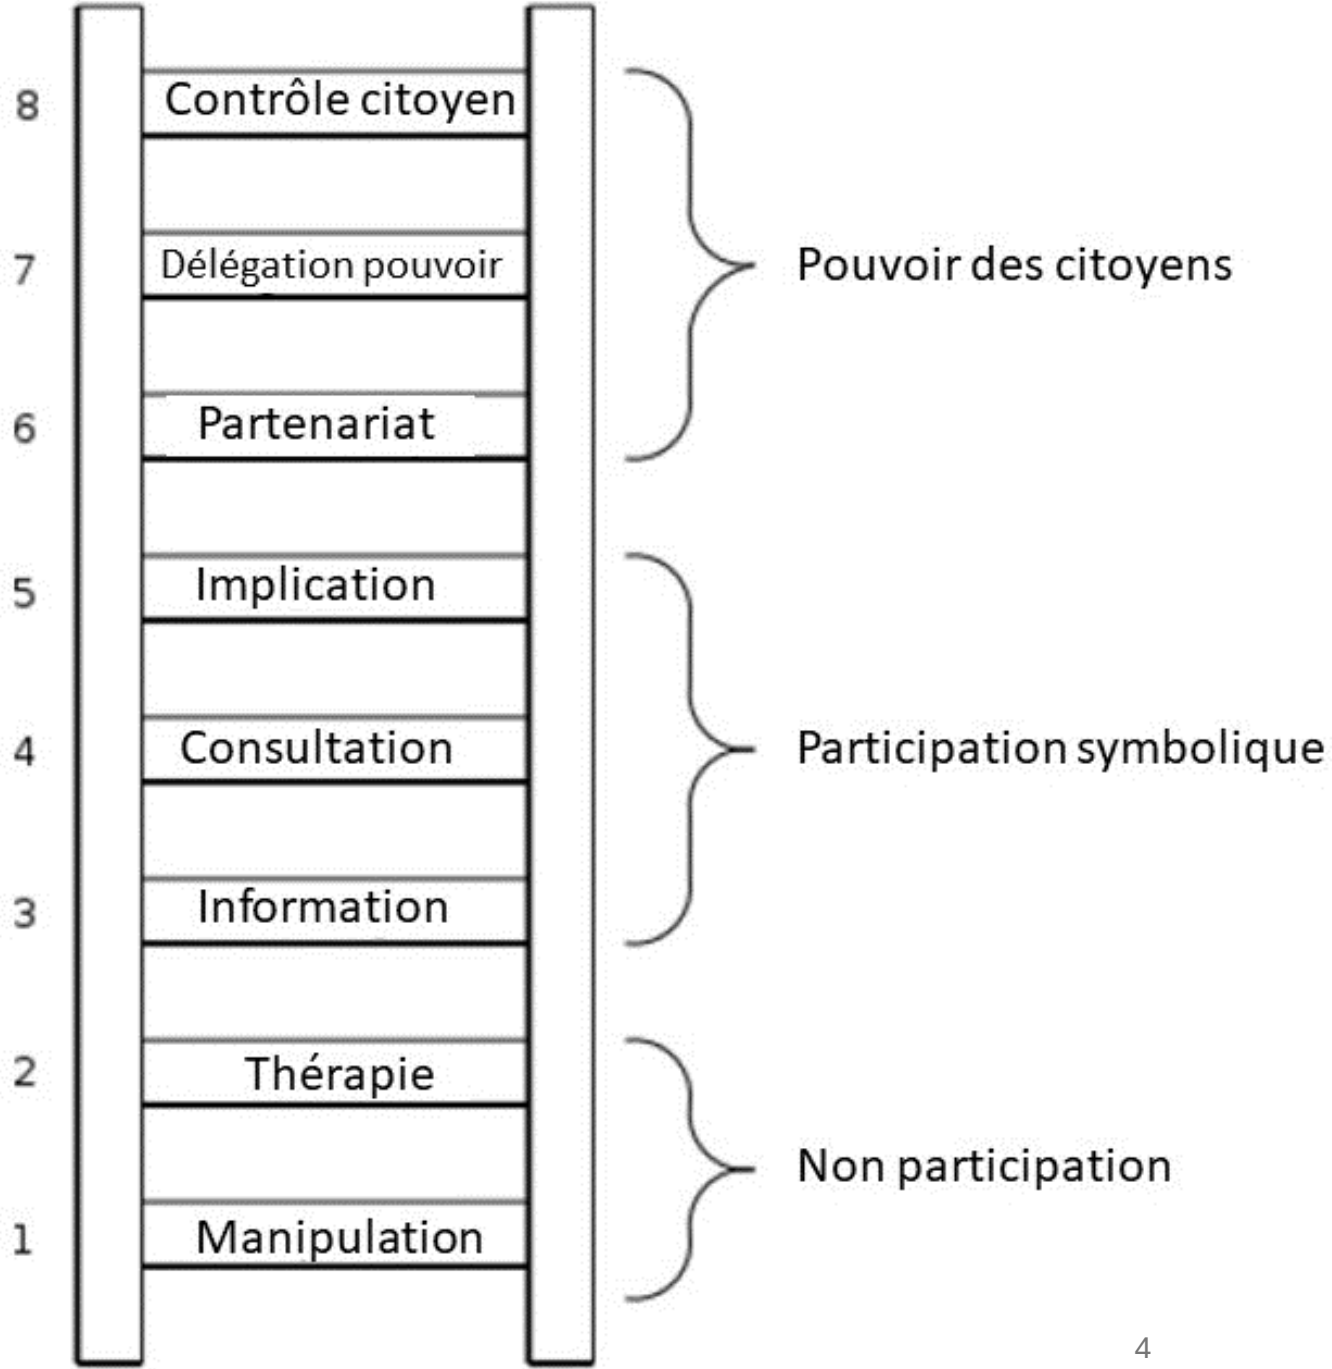 8 Contrôle citoyen
7 Délégation pouvoir
Pouvoir des citoyens
6 Partenariat
5 Implication
4 Consultation
Participation symbolique
3 Information
2 Thérapie
Non participation
1 Manipulation
4